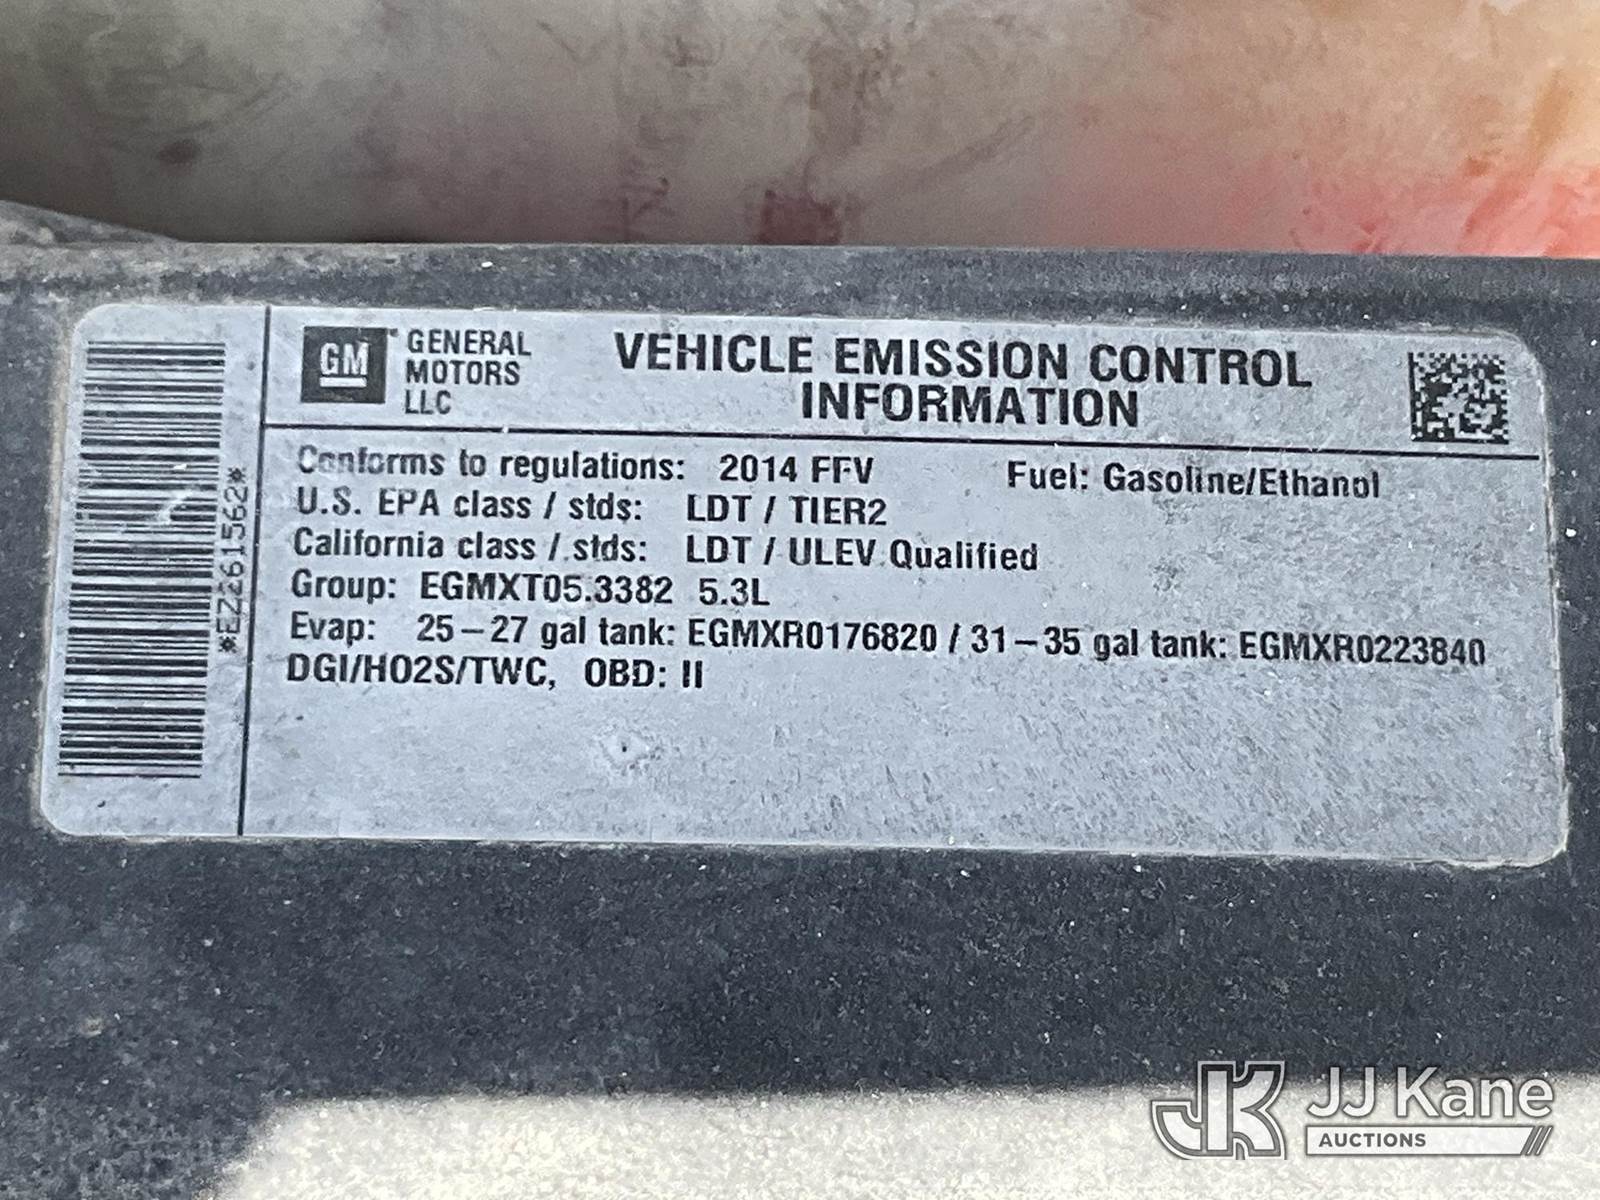 GM
GENERAL
MOTORS
LLC
VEHICLE EMISSION CONTROL
INFORMATION
Conforms to regulations: 2014 FFV Fuel: Gasoline/Ethanol
U.S. EPA class / stds: LDT / TIER2
California class / stds: LDT / ULEV Qualified
Group: EGMXT05.3382 5.3L
Evap: 25-27 gal tank: EGMXR0176820 / 31-35 gal tank: EGMXR0223840
DGI/HO2S/TWC, OBD: II
*EZ261562*
JK JJ Kane
AUCTIONS